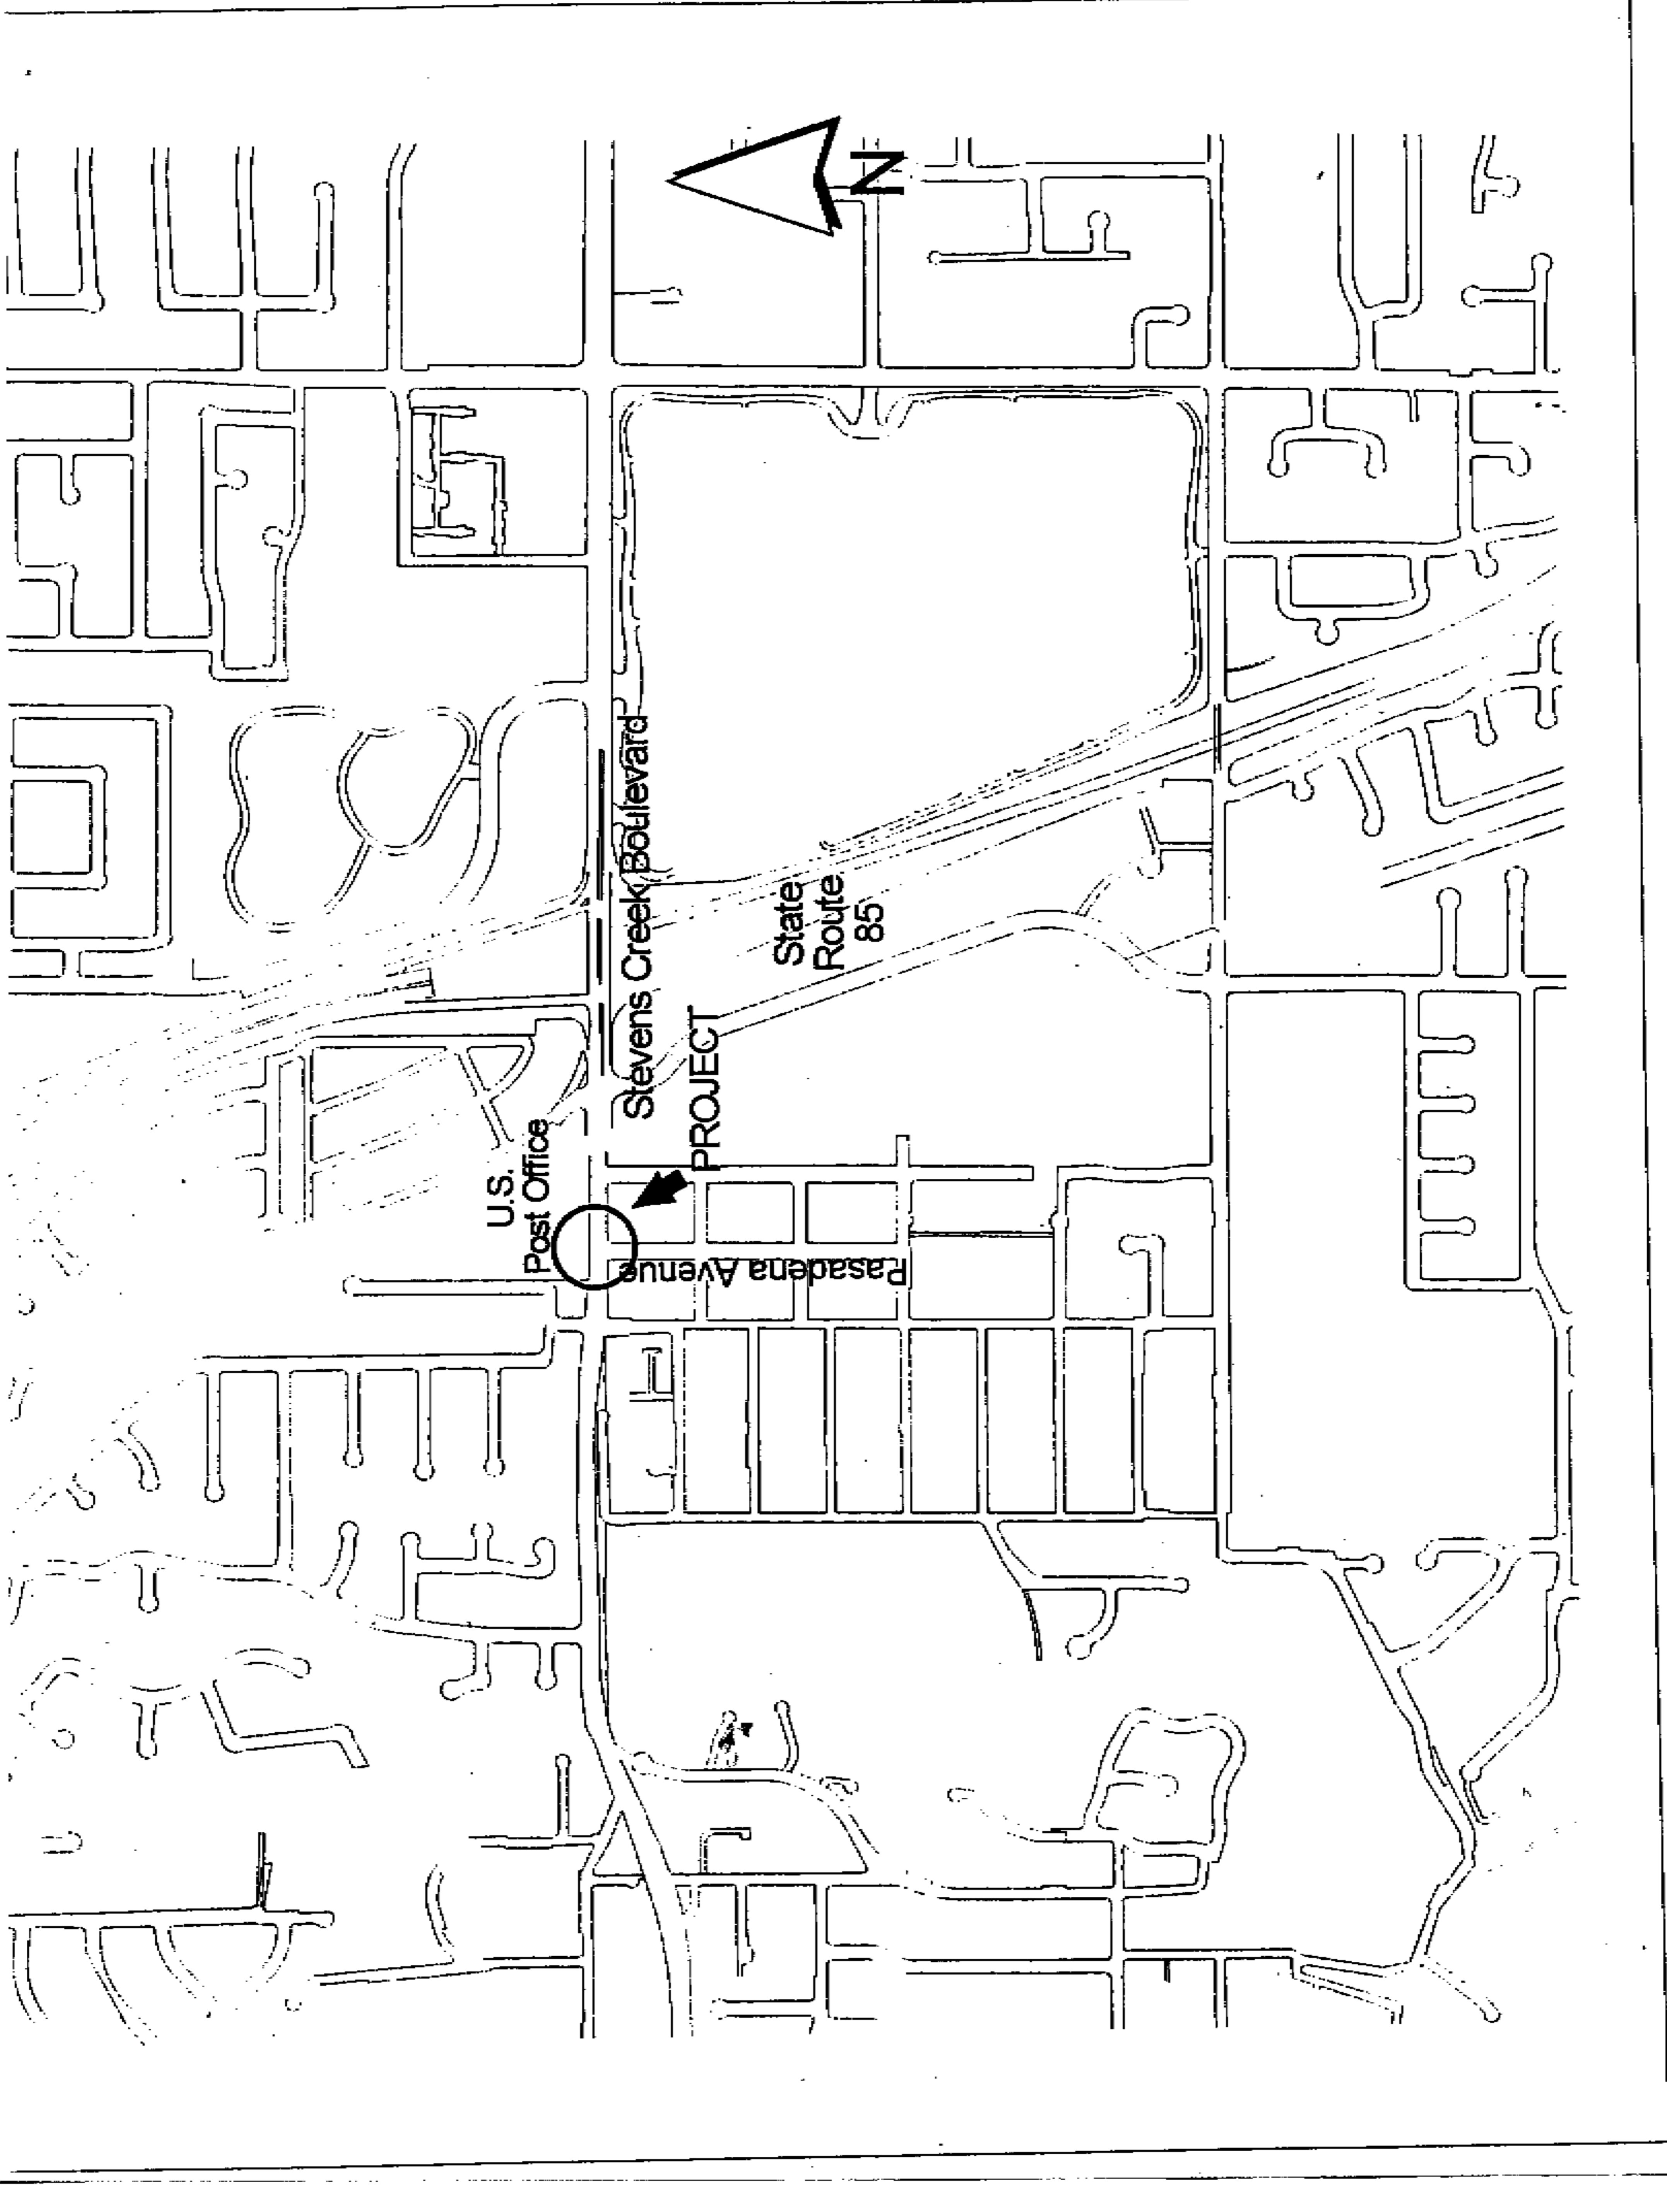 N
U.S.
Post Office
Stevens Creek Boulevard
PROJECT
State
Route
85
Pasadena Avenue